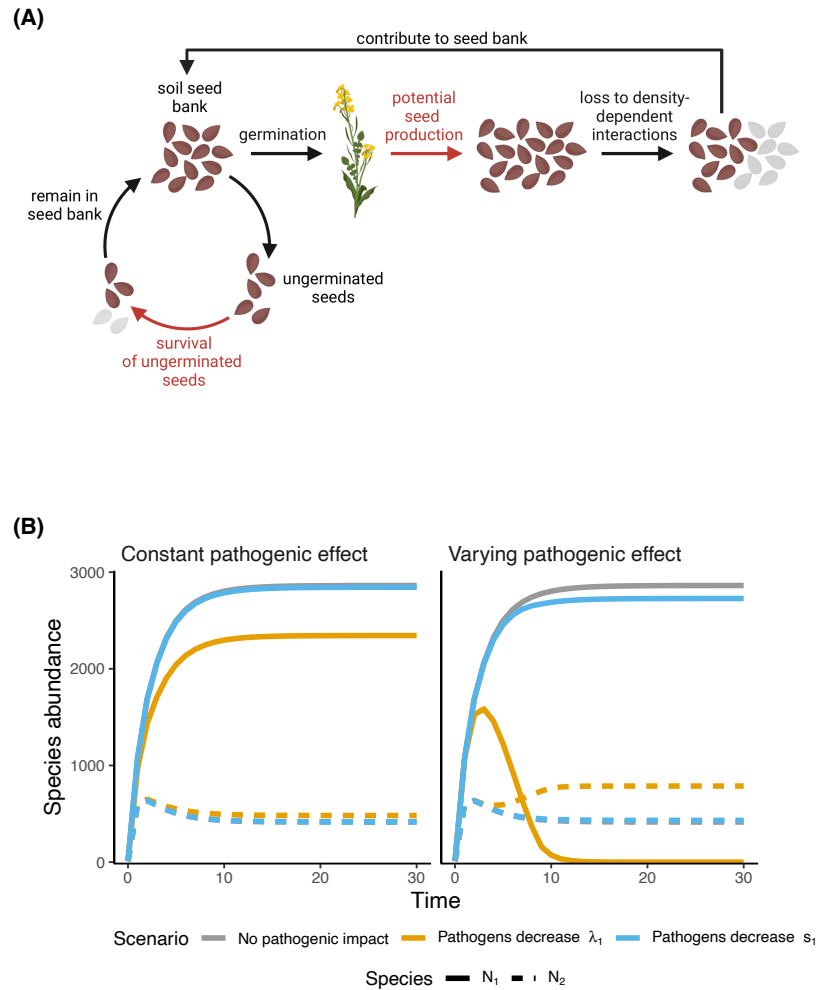 (A)
contribute to seed bank
soil seed
bank
germination
potential
seed
production
loss to density-
dependent
interactions
remain in
seed bank
ungerminated
seeds
survival
of ungerminated
seeds
(B)
Constant pathogenic effect
Varying pathogenic effect
Species abundance
3000
2000
1000
0
0 10 20 30
0 10 20 30
Time
Scenario No pathogenic impact Pathogens decrease λ₁ Pathogens decrease s₁
Species N₁ N₂